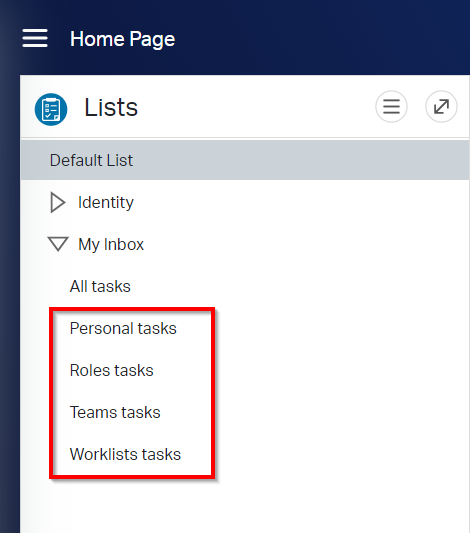 Home Page
Lists
Default List
Identity
My Inbox
All tasks
Personal tasks
Roles tasks
Teams tasks
Worklists tasks